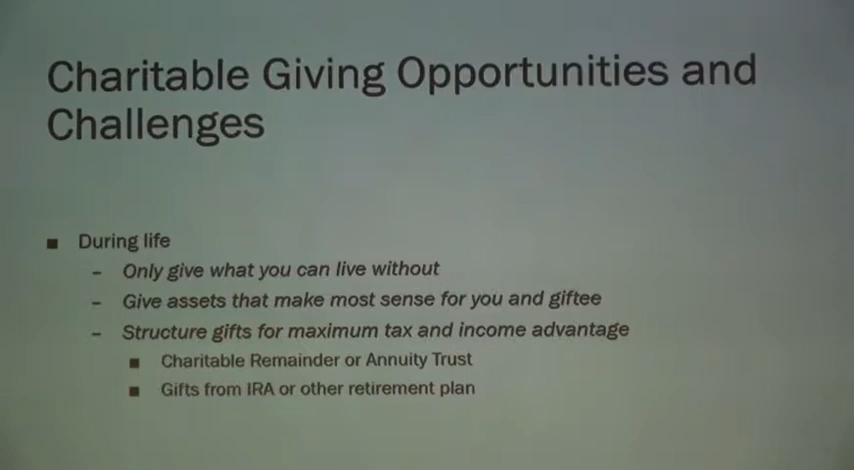 Charitable Giving Opportunities and
Challenges
■ During life
– Only give what you can live without
– Give assets that make most sense for you and giftee
– Structure gifts for maximum tax and income advantage
■ Charitable Remainder or Annuity Trust
■ Gifts from IRA or other retirement plan